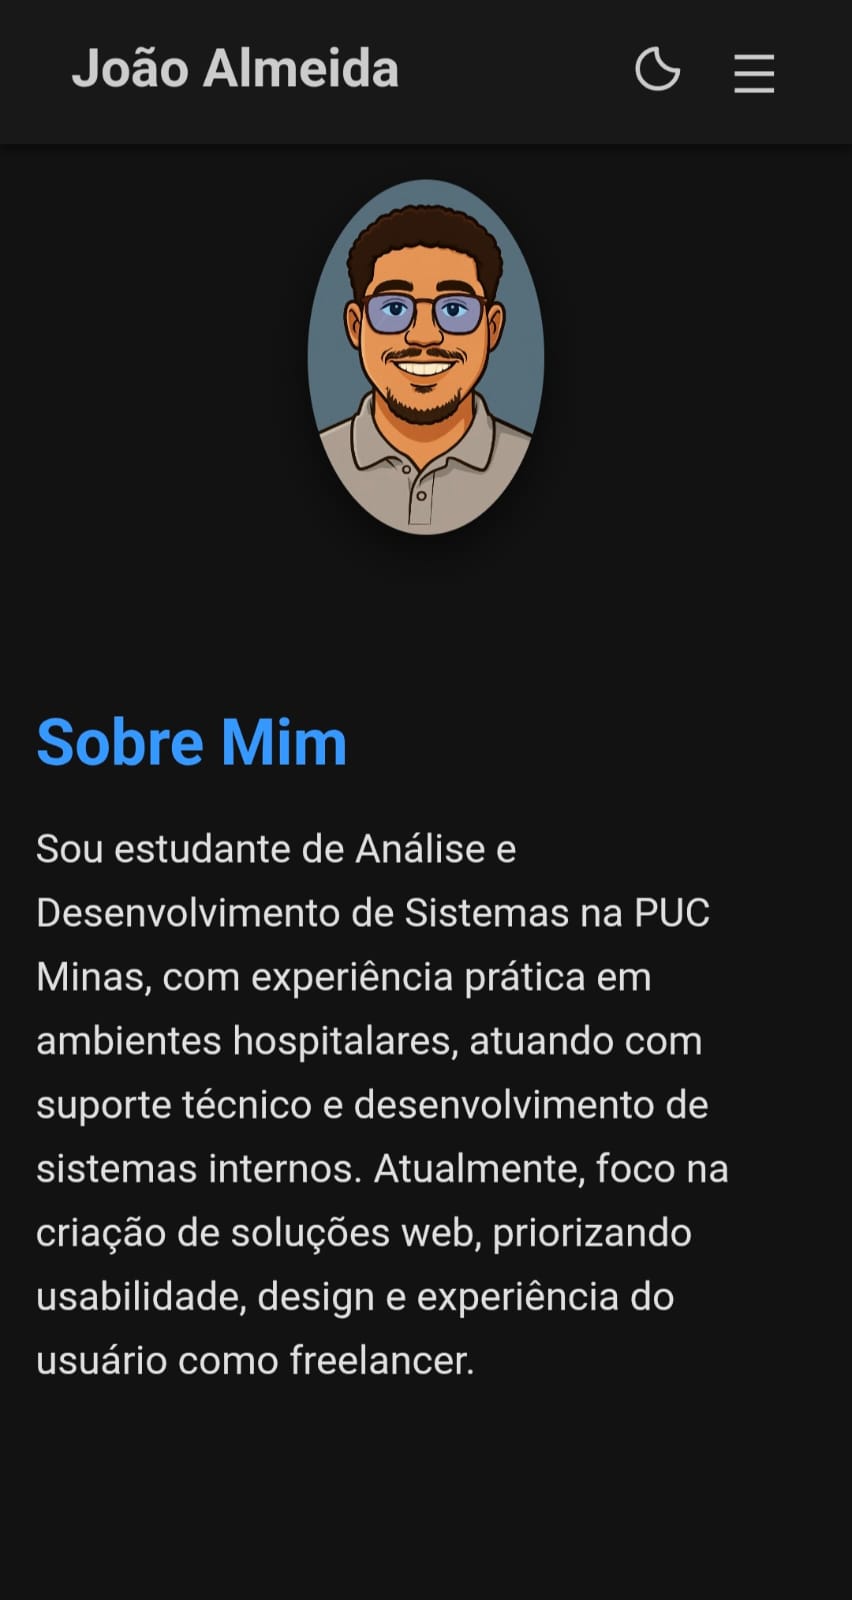 João Almeida
Sobre Mim
Sou estudante de Análise e
Desenvolvimento de Sistemas na PUC
Minas, com experiência prática em
ambientes hospitalares, atuando com
suporte técnico e desenvolvimento de
sistemas internos. Atualmente, foco na
criação de soluções web, priorizando
usabilidade, design e experiência do
usuário como freelancer.